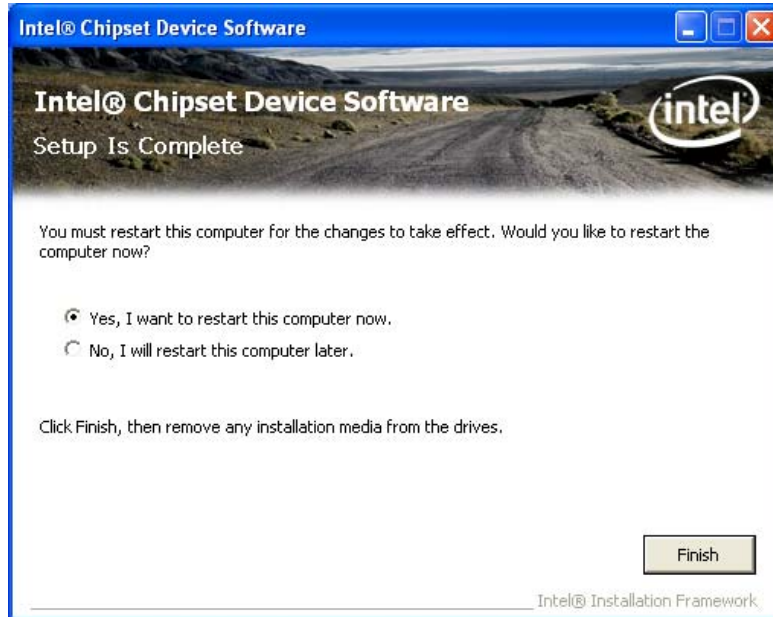 Intel® Chipset Device Software
Intel® Chipset Device Software
intel
Setup Is Complete
You must restart this computer for the changes to take effect. Would you like to restart the
computer now?
Yes, I want to restart this computer now.
No, I will restart this computer later.
Click Finish, then remove any installation media from the drives.
Finish
Intel® Installation Framework